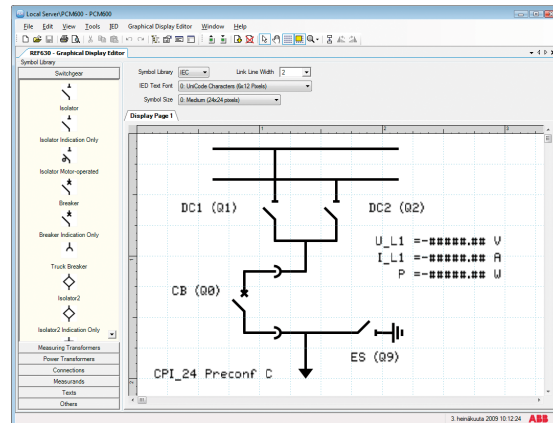 Local Server\PCM600 - PCM600
File Edit View Tools IED Graphical Display Editor Window Help
REF630 - Graphical Display Editor
Symbol Library
Switchgear
Isolator
Isolator Indication Only
Isolator Motor-operated
Breaker
Breaker Indication Only
Truck Breaker
Isolator2
Isolator2 Indication Only
Measuring Transformers
Power Transformers
Connections
Measurands
Texts
Others
Symbol Library IEC Link Line Width 2
IED Text Font 0: UniCode Characters (6x12 Pixels)
Symbol Size 0: Medium (24x24 pixels)
Display Page 1
1 2 3
DC1 (Q1)
DC2 (Q2)
U_L1 =-#####.## V
I_L1 =-#####.## A
P =-#####.## W
CB (Q0)
ES (Q9)
CPI_24 Preconf C
3. heinäkuuta 2009 10:12:24 ABB